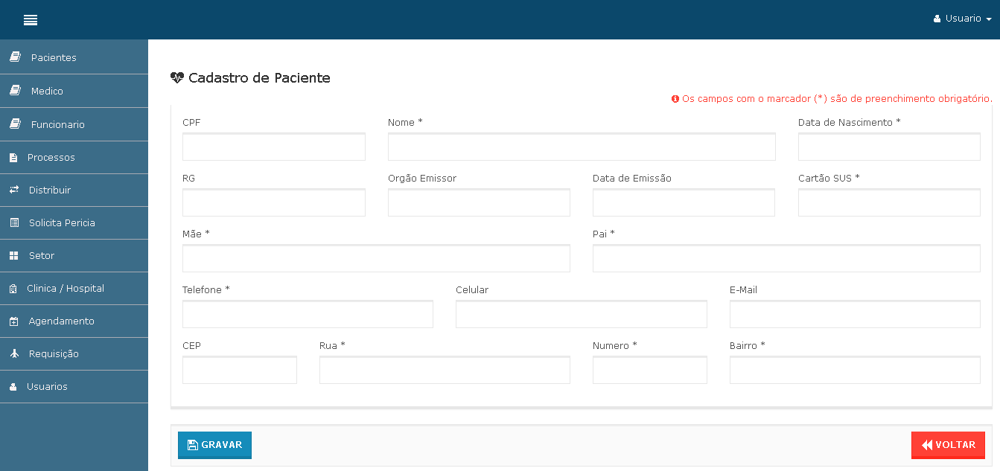 Usuario
Pacientes
Medico
Funcionario
Processos
Distribuir
Solicita Pericia
Setor
Clinica / Hospital
Agendamento
Requisição
Usuarios
Cadastro de Paciente
Os campos com o marcador (*) são de preenchimento obrigatório.
CPF Nome * Data de Nascimento *
RG Orgão Emissor Data de Emissão Cartão SUS *
Mãe * Pai *
Telefone * Celular E-Mail
CEP Rua * Numero * Bairro *
GRAVAR VOLTAR